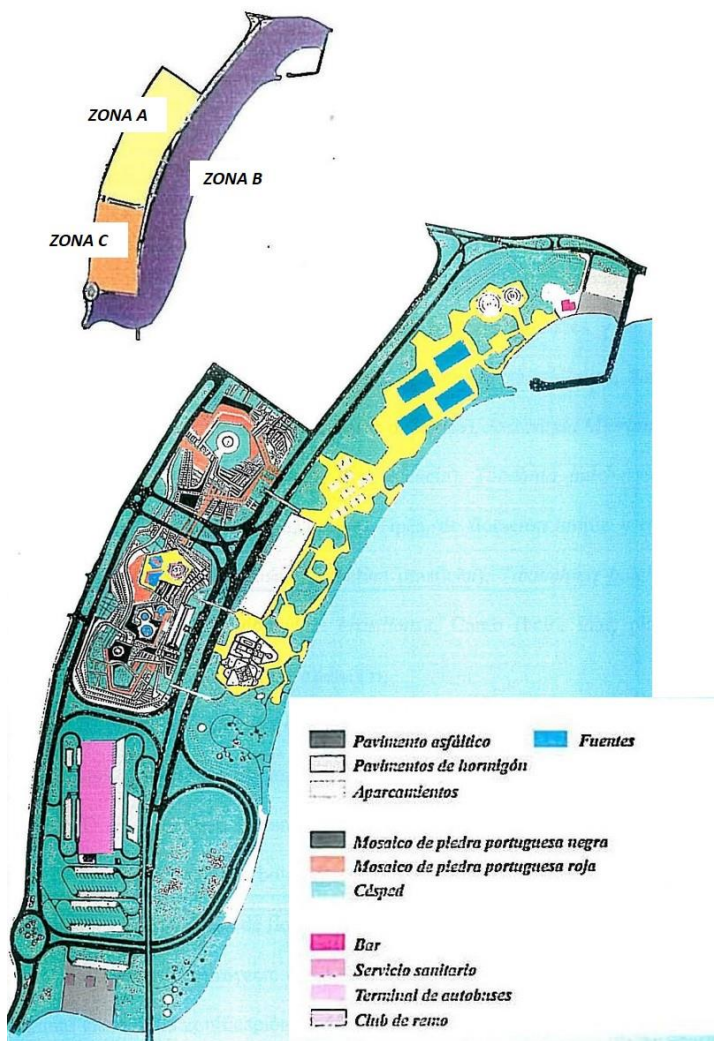 ZONA A
ZONA B
ZONA C
Pavimento asfáltico
Fuentes
Pavimentos de hormigón
Aparcamientos
Mosaico de piedra portuguesa negra
Mosaico de piedra portuguesa roja
Césped
Bar
Servicio sanitario
Terminal de autobuses
Club de remo